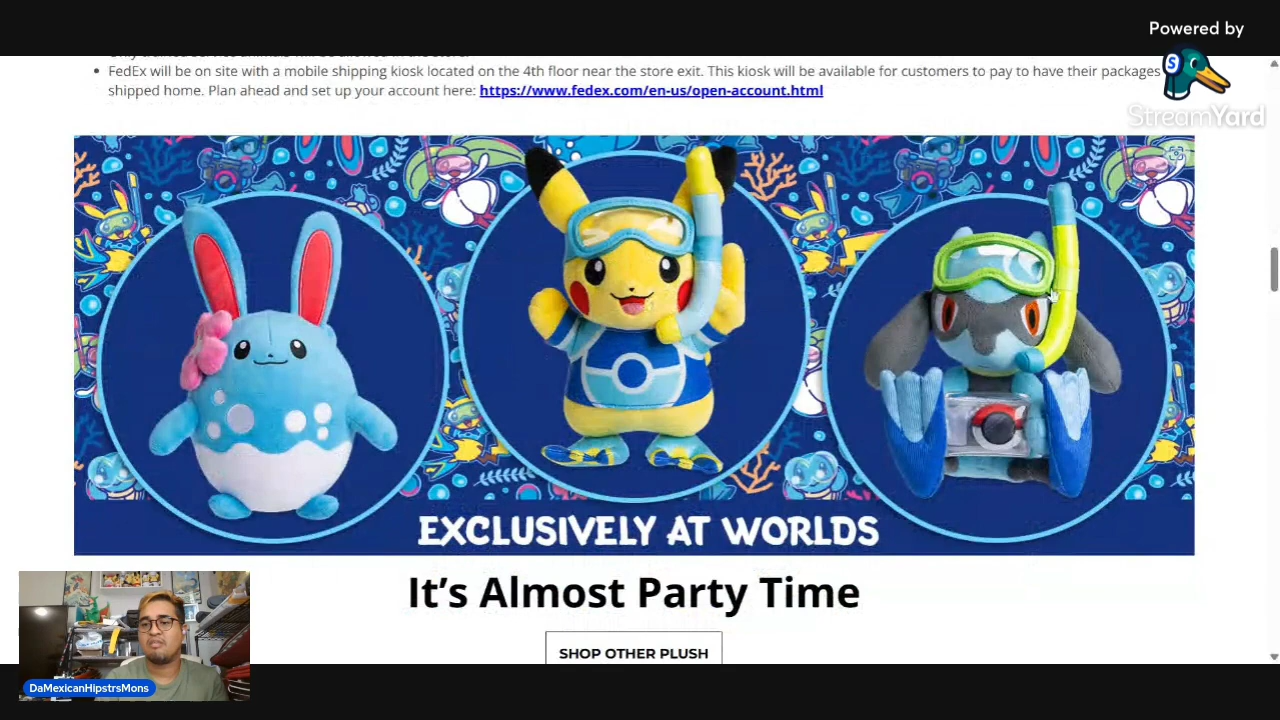 Powered by
StreamYard
FedEx will be on site with a mobile shipping kiosk located on the 4th floor near the store exit. This kiosk will be available for customers to pay to have their packages
shipped home. Plan ahead and set up your account here: https://www.fedex.com/en-us/open-account.html
EXCLUSIVELY AT WORLDS
It's Almost Party Time
SHOP OTHER PLUSH
DaMexicanHipstrsMons